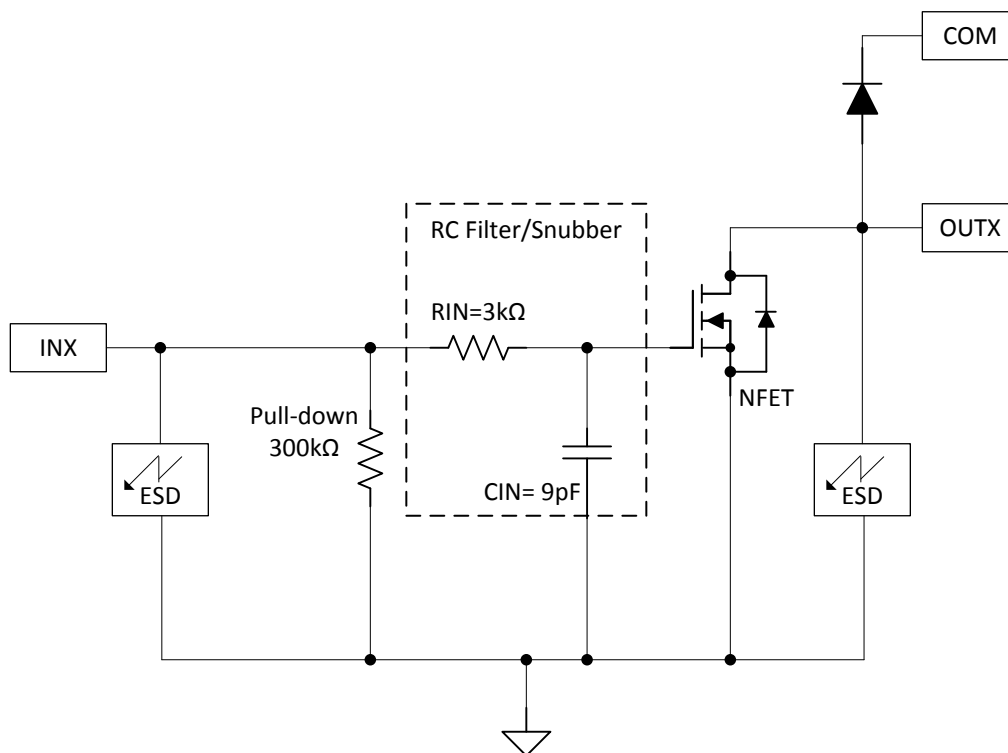 COM
OUTX
RC Filter/Snubber
RIN=3kΩ
INX
NFET
Pull-down
300kΩ
CIN= 9pF
ESD
ESD